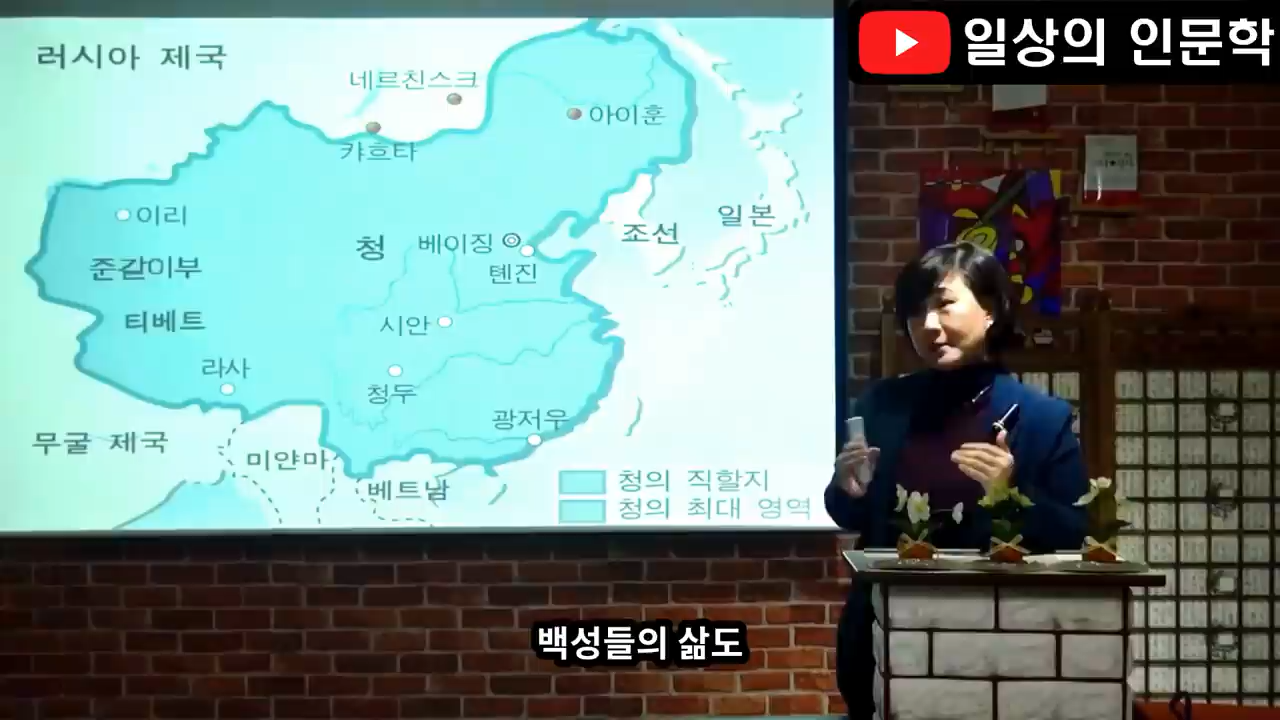 일상의 인문학
러시아 제국
네르친스크
아이훈
캬흐타
이리
일본
조선
청
베이징
톈진
준갈이부
티베트
시안
라사
청두
광저우
무굴 제국
미얀마
베트남
청의 직할지
청의 최대 영역
백성들의 삶도